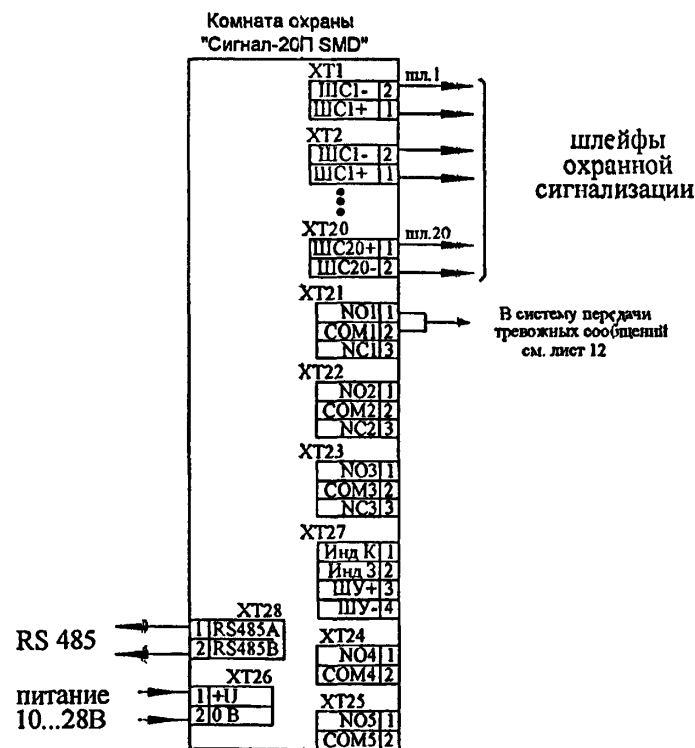 Комната охраны
"Сигнал-20П SMD"
XT1
ШС1- 2
ШС1+ 1
шл.1
XT2
ШС1- 2
ШС1+ 1
шлейфы
охранной
сигнализации
XT20
ШС20+ 1
ШС20- 2
шл.20
XT21
NO1 1
COM1 2
NC1 3
В систему передачи
тревожных сообщений
см. лист 12
XT22
NO2 1
COM2 2
NC2 3
XT23
NO3 1
COM3 2
NC3 3
XT27
Инд К 1
Инд З 2
ШУ+ 3
ШУ- 4
XT28
1 RS485A
2 RS485B
RS 485
XT24
NO4 1
COM4 2
XT26
1 +U
2 0 В
питание
10...28В
XT25
NO5 1
COM5 2